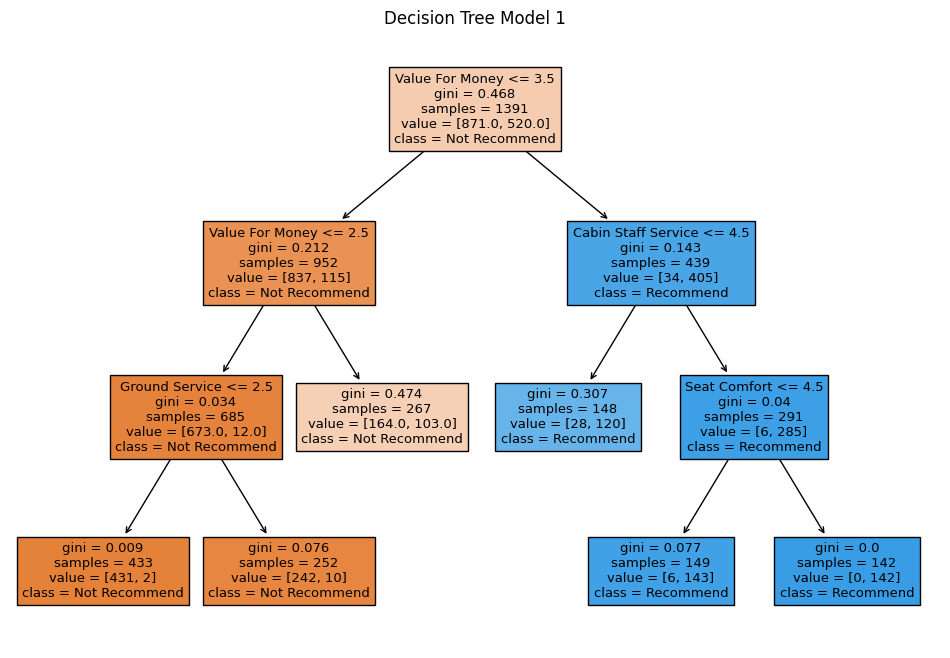 Decision Tree Model 1
Value For Money <= 3.5
gini = 0.468
samples = 1391
value = [871.0, 520.0]
class = Not Recommend
Value For Money <= 2.5
gini = 0.212
samples = 952
value = [837, 115]
class = Not Recommend
Cabin Staff Service <= 4.5
gini = 0.143
samples = 439
value = [34, 405]
class = Recommend
Ground Service <= 2.5
gini = 0.034
samples = 685
value = [673.0, 12.0]
class = Not Recommend
gini = 0.474
samples = 267
value = [164.0, 103.0]
class = Not Recommend
gini = 0.307
samples = 148
value = [28, 120]
class = Recommend
Seat Comfort <= 4.5
gini = 0.04
samples = 291
value = [6, 285]
class = Recommend
gini = 0.009
samples = 433
value = [431, 2]
class = Not Recommend
gini = 0.076
samples = 252
value = [242, 10]
class = Not Recommend
gini = 0.077
samples = 149
value = [6, 143]
class = Recommend
gini = 0.0
samples = 142
value = [0, 142]
class = Recommend